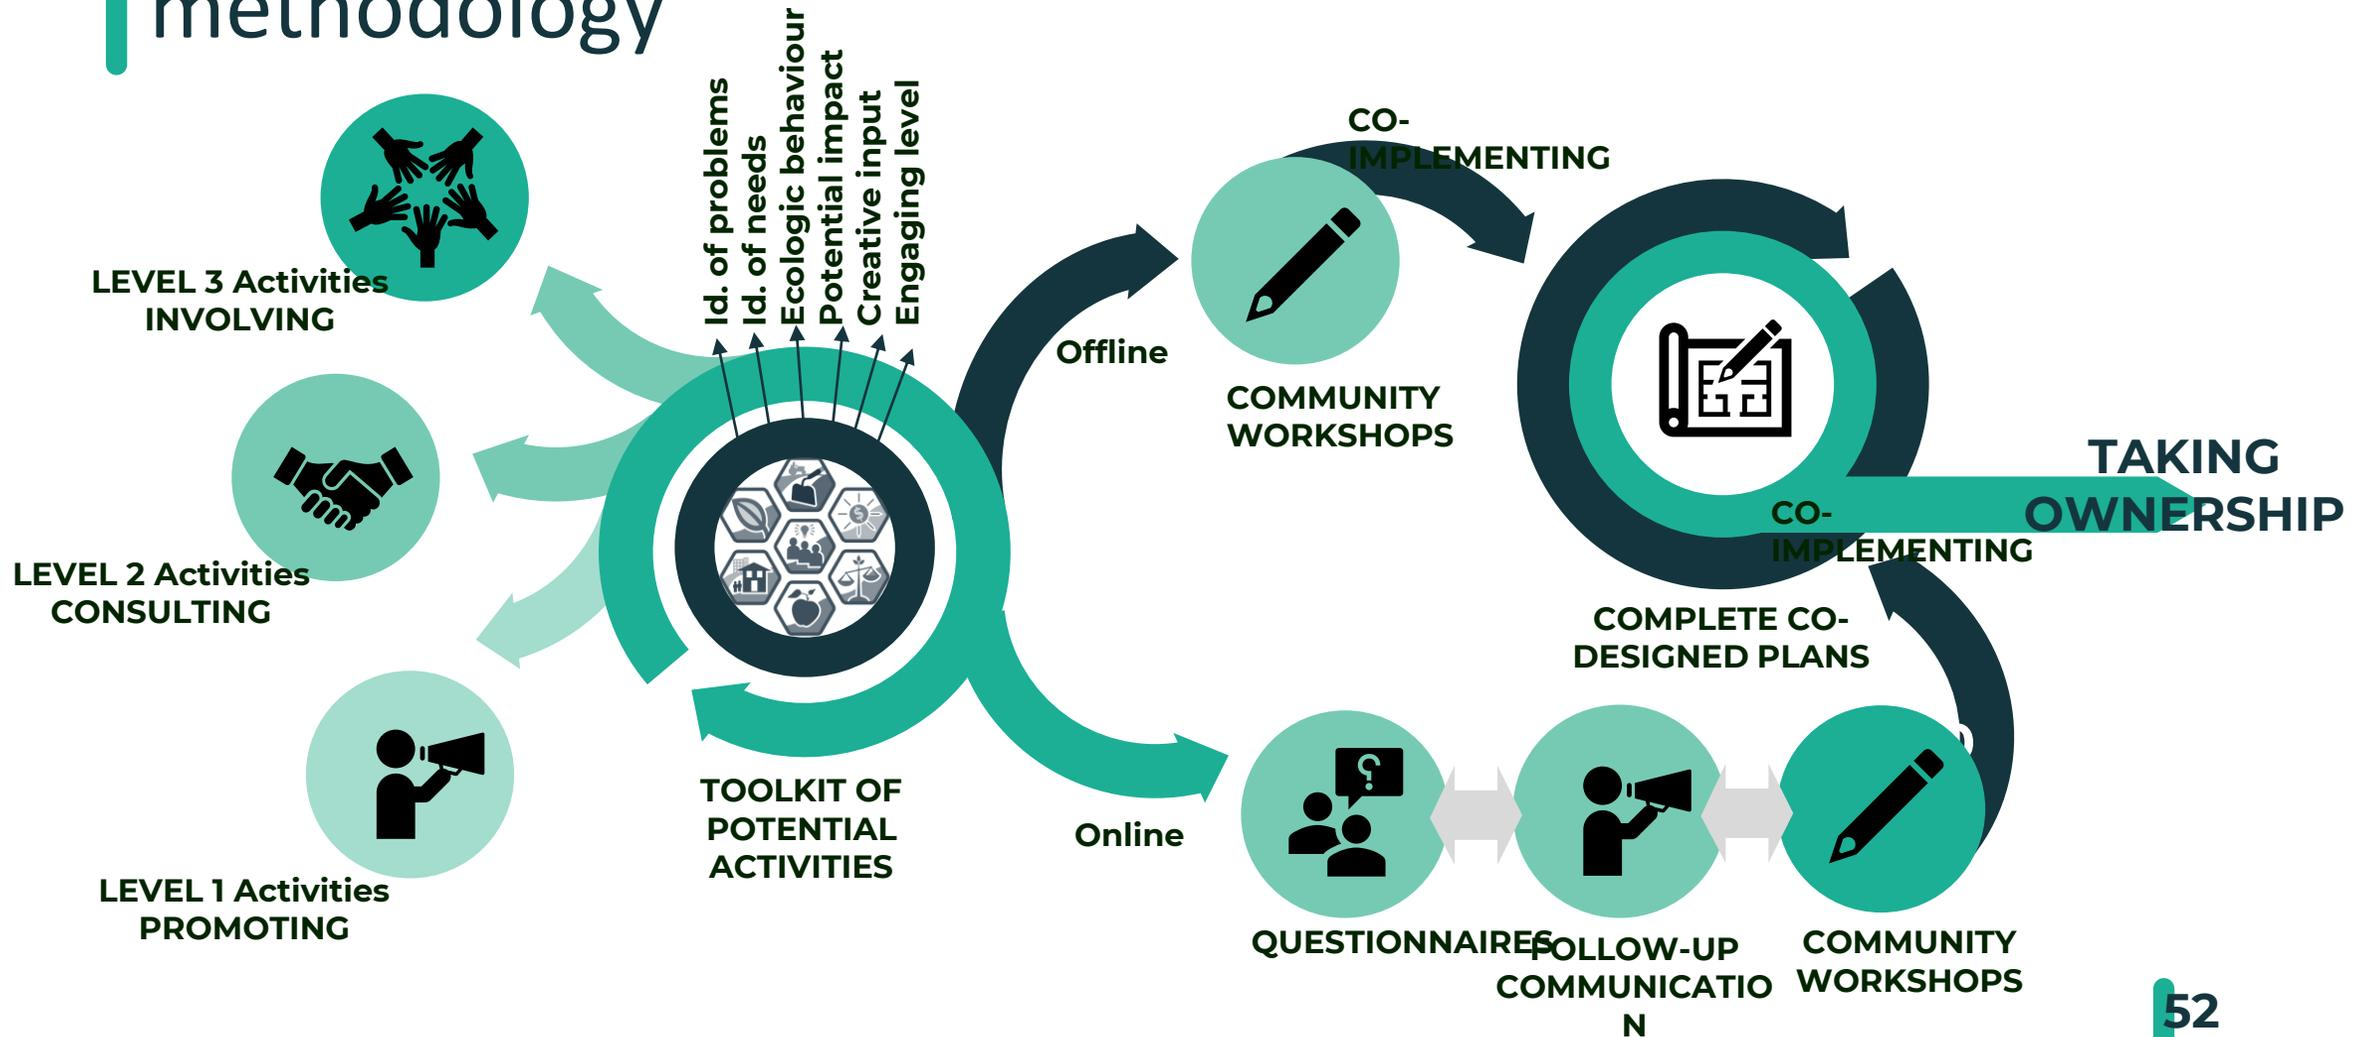 methodology
Id. of problems
Id. of needs
Ecologic behaviour
Potential impact
Creative input
Engaging level
LEVEL 3 Activities
INVOLVING
LEVEL 2 Activities
CONSULTING
LEVEL 1 Activities
PROMOTING
TOOLKIT OF
POTENTIAL
ACTIVITIES
Offline
Online
CO-
IMPLEMENTING
COMMUNITY
WORKSHOPS
TAKING
OWNERSHIP
CO-
IMPLEMENTING
COMPLETE CO-
DESIGNED PLANS
QUESTIONNAIRES
FOLLOW-UP
COMMUNICATIO
N
COMMUNITY
WORKSHOPS
52